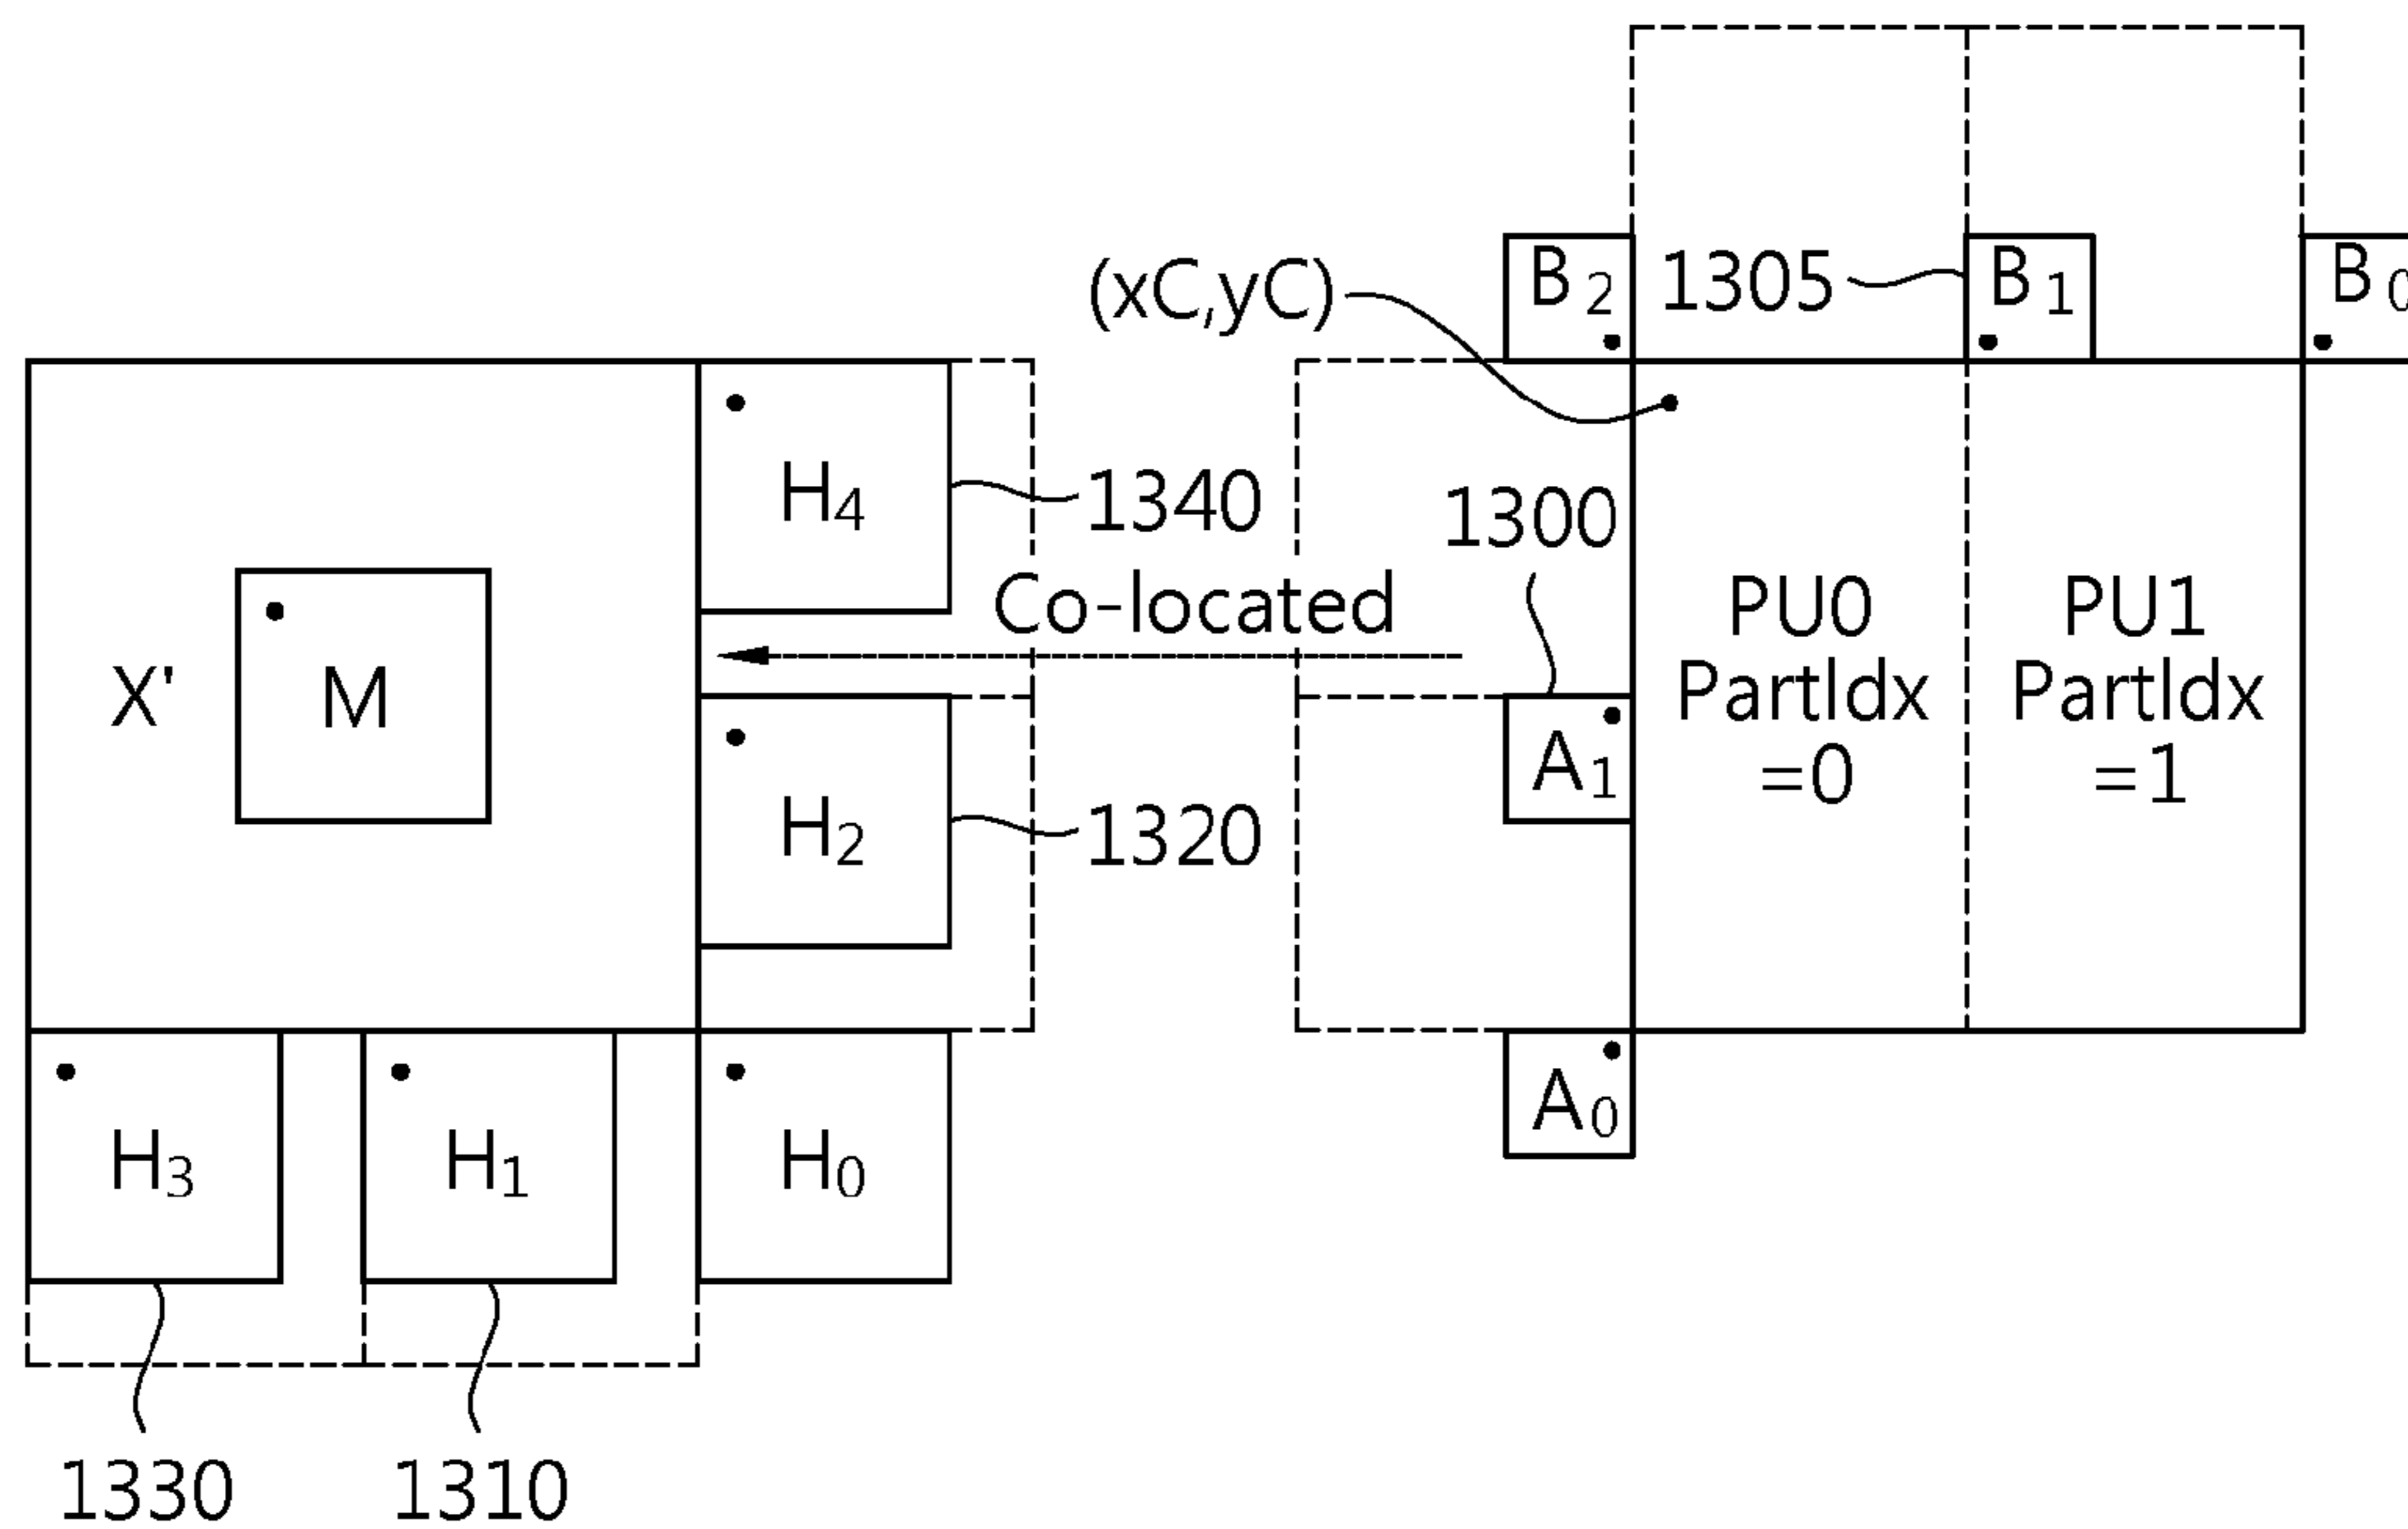 B2
1305
B1
B0
(xC,yC)
H4
1340
1300
Co-located
PU0
PartIdx
=0
PU1
PartIdx
=1
X'
M
A1
H2
1320
A0
H3
H1
H0
1330
1310